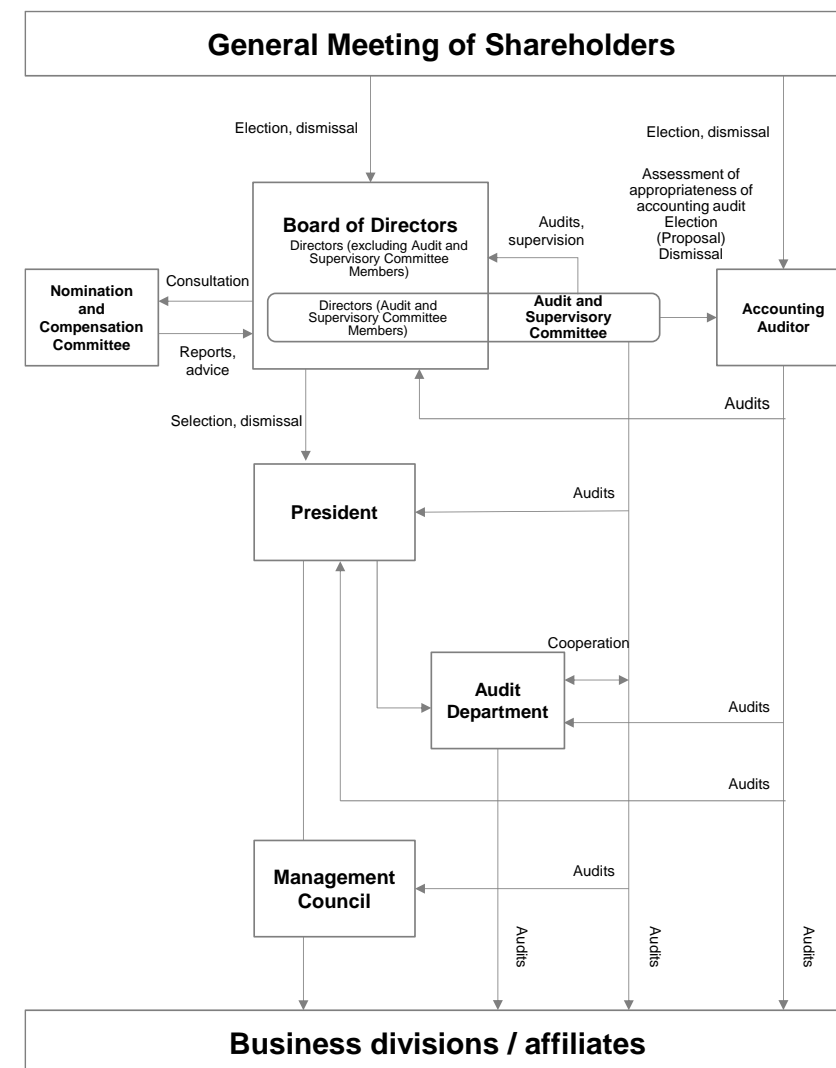 General Meeting of Shareholders
Election, dismissal
Election, dismissal
Assessment of
appropriateness of
accounting audit
Election
(Proposal)
Dismissal
Board of Directors
Directors (excluding Audit and
Supervisory Committee
Members)
Audits,
supervision
Consultation
Nomination
and
Compensation
Committee
Reports,
advice
Directors (Audit and
Supervisory Committee
Members)
Audit and
Supervisory
Committee
Accounting
Auditor
Audits
Selection, dismissal
President
Audits
Cooperation
Audit
Department
Audits
Audits
Management
Council
Audits
Audits
Audits
Audits
Business divisions / affiliates